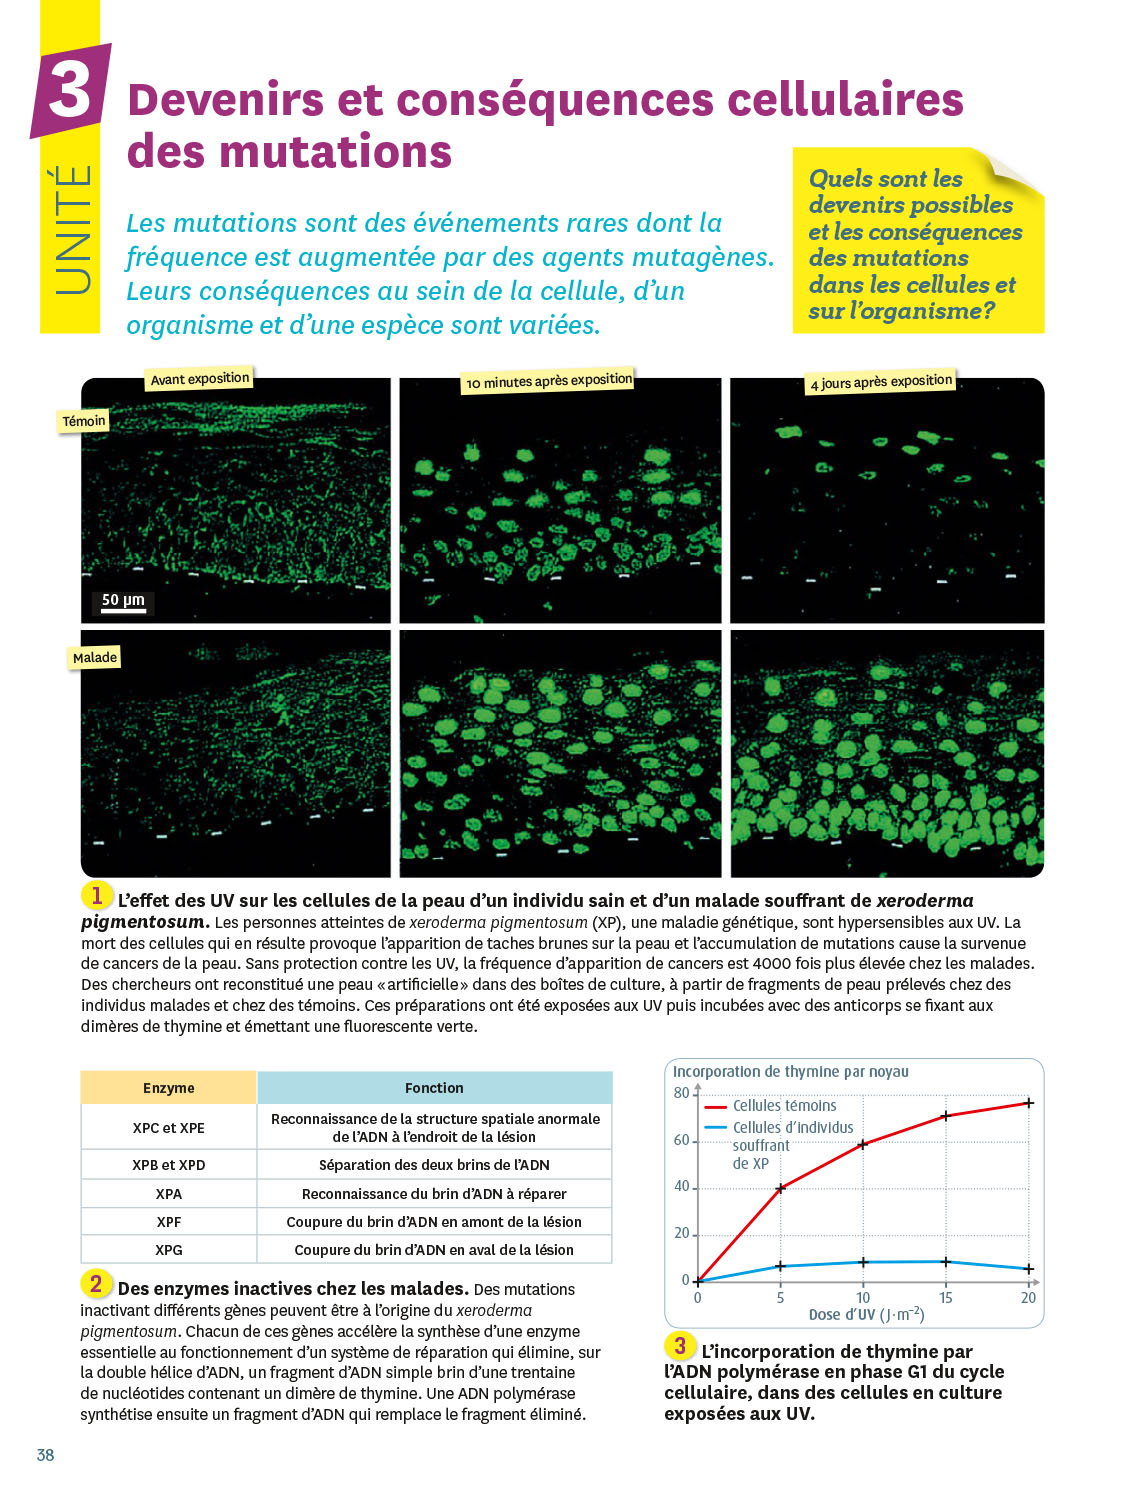 3
UNITÉ
Devenirs et conséquences cellulaires
des mutations
Les mutations sont des événements rares dont la
fréquence est augmentée par des agents mutagènes.
Leurs conséquences au sein de la cellule, d’un
organisme et d’une espèce sont variées.
Quels sont les
devenirs possibles
et les conséquences
des mutations
dans les cellules et
sur l’organisme?
Avant exposition
10 minutes après exposition
4 jours après exposition
Témoin
50 µm
Malade
1 L’effet des UV sur les cellules de la peau d’un individu sain et d’un malade souffrant de xeroderma
pigmentosum. Les personnes atteintes de xeroderma pigmentosum (XP), une maladie génétique, sont hypersensibles aux UV. La
mort des cellules qui en résulte provoque l’apparition de taches brunes sur la peau et l’accumulation de mutations cause la survenue
de cancers de la peau. Sans protection contre les UV, la fréquence d’apparition de cancers est 4000 fois plus élevée chez les malades.
Des chercheurs ont reconstitué une peau «artificielle» dans des boîtes de culture, à partir de fragments de peau prélevés chez des
individus malades et chez des témoins. Ces préparations ont été exposées aux UV puis incubées avec des anticorps se fixant aux
dimères de thymine et émettant une fluorescente verte.
Enzyme
Fonction
XPC et XPE
Reconnaissance de la structure spatiale anormale
de l’ADN à l’endroit de la lésion
XPB et XPD
Séparation des deux brins de l’ADN
XPA
Reconnaissance du brin d’ADN à réparer
XPF
Coupure du brin d’ADN en amont de la lésion
XPG
Coupure du brin d’ADN en aval de la lésion
2 Des enzymes inactives chez les malades. Des mutations
inactivant différents gènes peuvent être à l’origine du xeroderma
pigmentosum. Chacun de ces gènes accélère la synthèse d’une enzyme
essentielle au fonctionnement d’un système de réparation qui élimine, sur
la double hélice d’ADN, un fragment d’ADN simple brin d’une trentaine
de nucléotides contenant un dimère de thymine. Une ADN polymérase
synthétise ensuite un fragment d’ADN qui remplace le fragment éliminé.
Incorporation de thymine par noyau
80
60
40
20
0
Cellules témoins
Cellules d’individus
souffrant
de XP
0 5 10 15 20
Dose d’UV (J·m⁻²)
3 L’incorporation de thymine par
l’ADN polymérase en phase G1 du cycle
cellulaire, dans des cellules en culture
exposées aux UV.
38